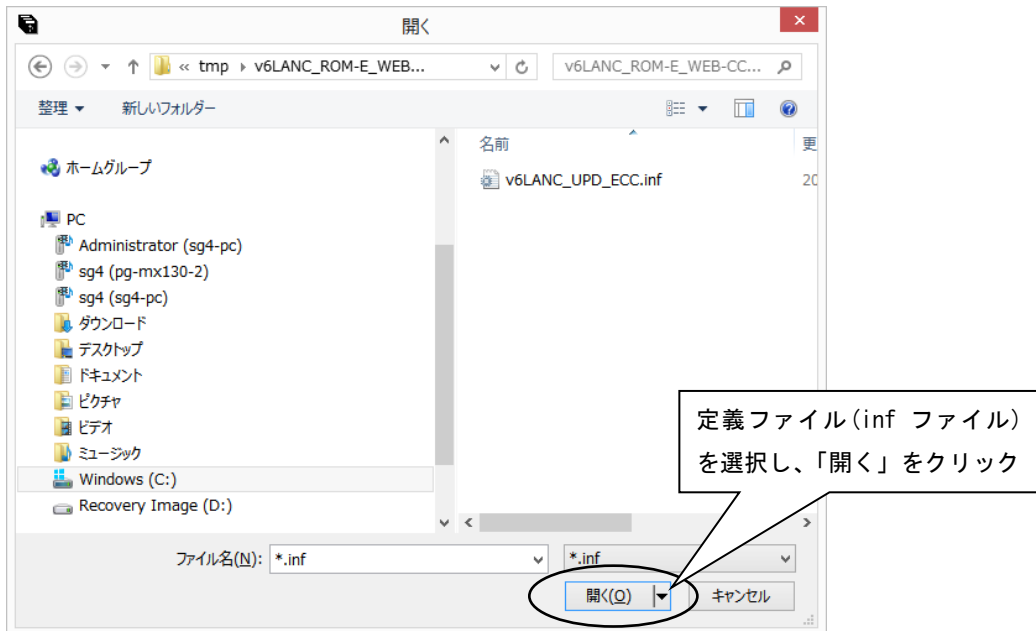 開く
« tmp ▸ v6LANC_ROM-E_WEB...
v6LANC_ROM-E_WEB-CC...
整理
新しいフォルダー
名前
更
ホームグループ
v6LANC_UPD_ECC.inf
20
PC
Administrator (sg4-pc)
sg4 (pg-mx130-2)
sg4 (sg4-pc)
ダウンロード
デスクトップ
ドキュメント
ピクチャ
ビデオ
ミュージック
Windows (C:)
Recovery Image (D:)
定義ファイル(inf ファイル)
を選択し、「開く」をクリック
ファイル名(N): *.inf
*.inf
開く(O)
キャンセル